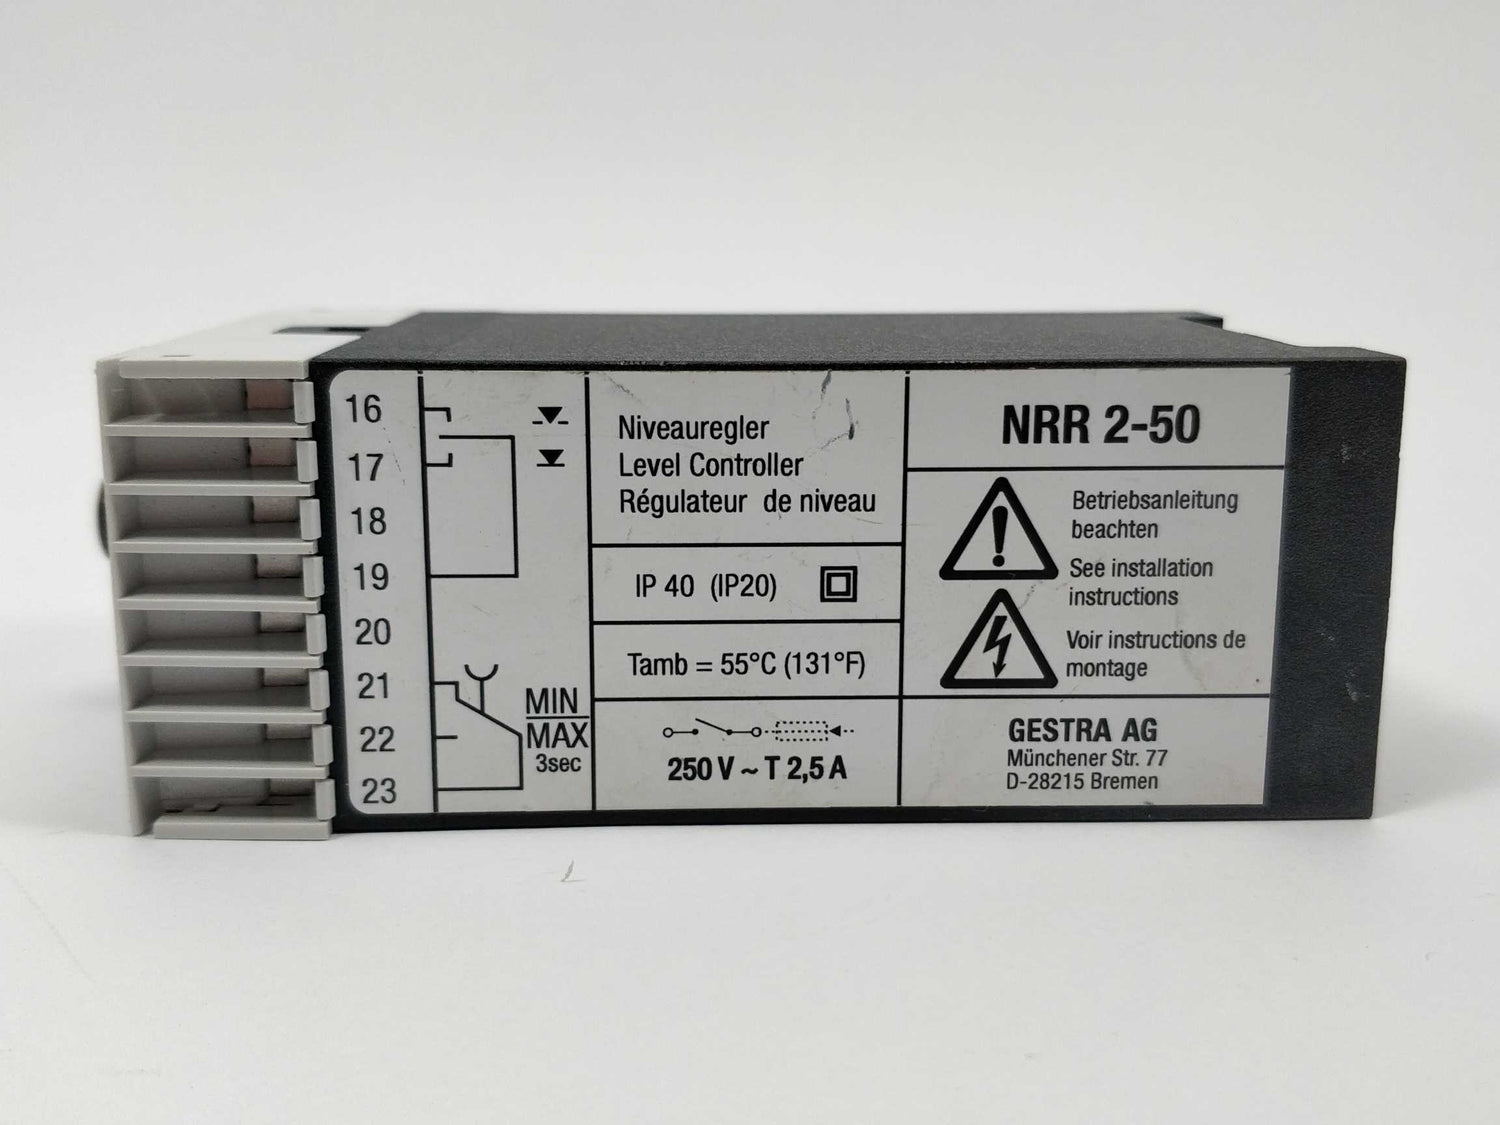 16
17
18
19
20
21
22
23
MIN
MAX
3sec
Niveauregler
Level Controller
Régulateur de niveau
IP 40 (IP20)
Tamb = 55°C (131°F)
250 V ~ T 2,5 A
NRR 2-50
Betriebsanleitung
beachten
See installation
instructions
Voir instructions de
montage
GESTRA AG
Münchener Str. 77
D-28215 Bremen